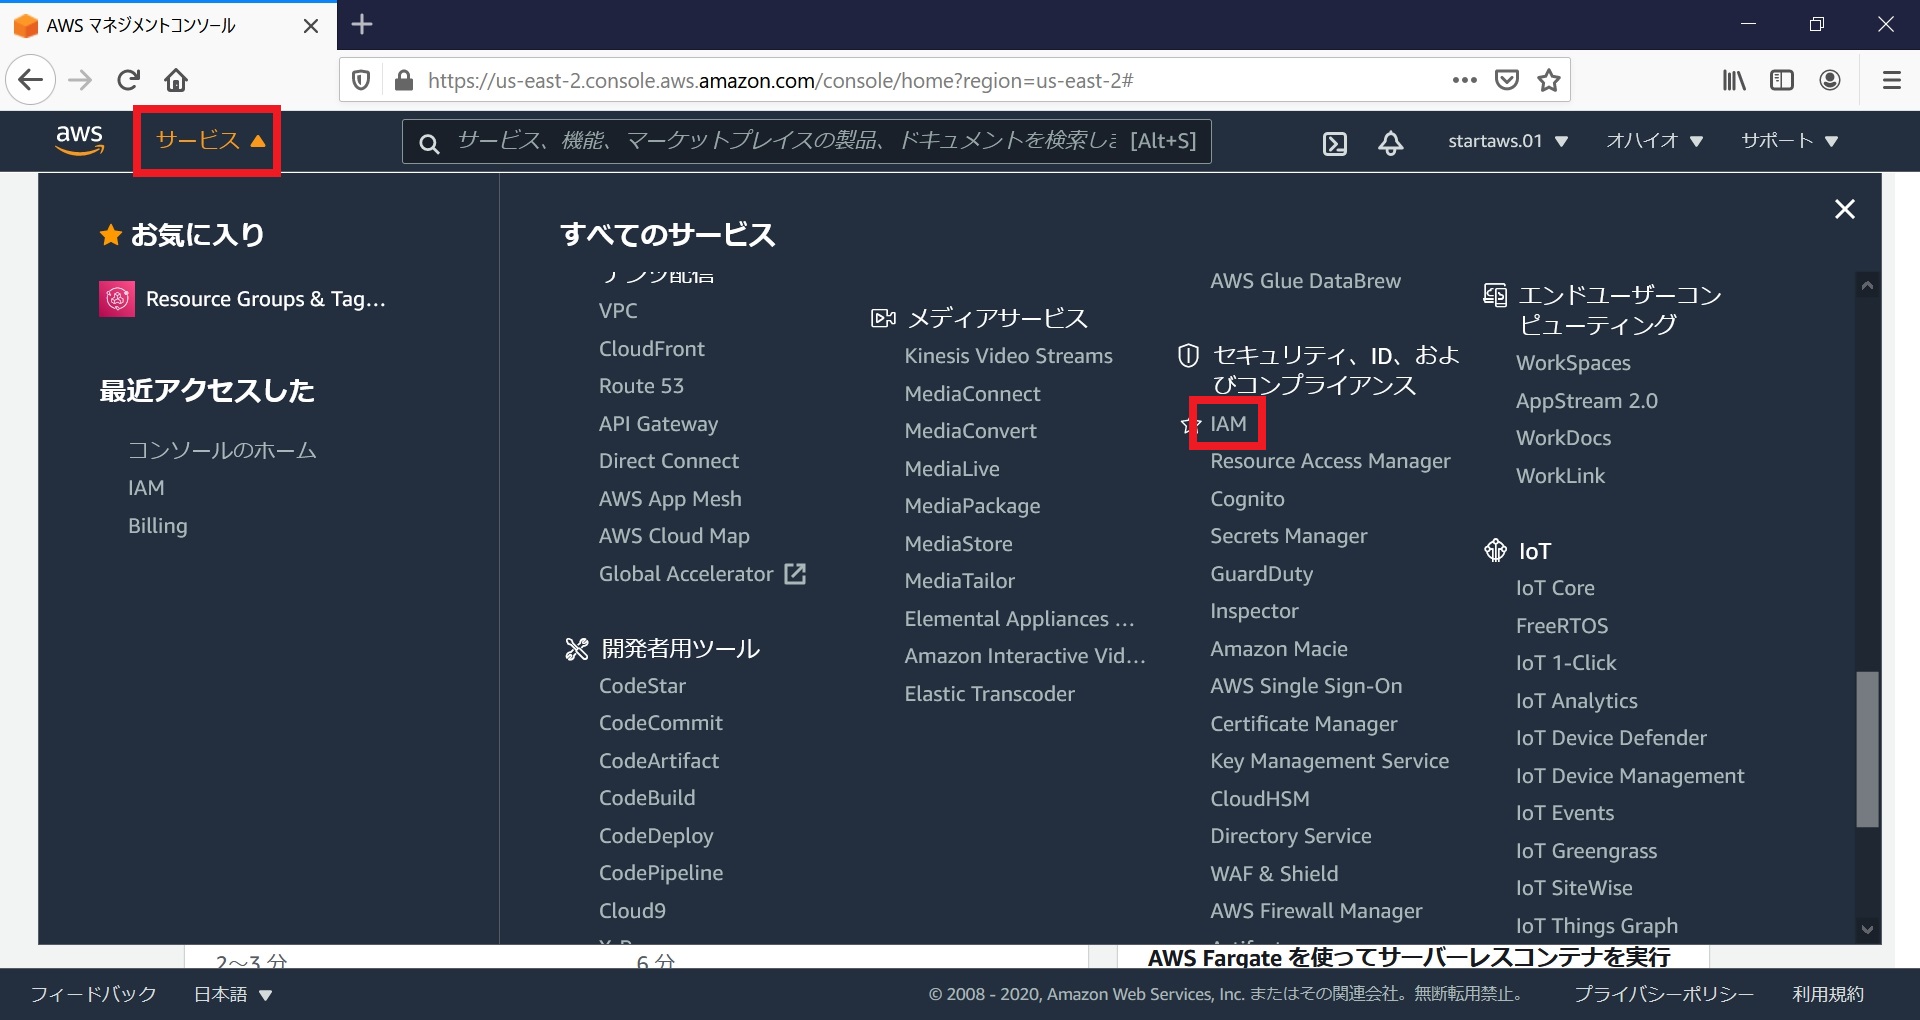 AWS マネジメントコンソール
https://us-east-2.console.aws.amazon.com/console/home?region=us-east-2#
aws
サービス
サービス、機能、マーケットプレイスの製品、ドキュメントを検索しま [Alt+S]
startaws.01
オハイオ
サポート
お気に入り
Resource Groups & Tag...
最近アクセスした
コンソールのホーム
IAM
Billing
すべてのサービス
VPC
CloudFront
Route 53
API Gateway
Direct Connect
AWS App Mesh
AWS Cloud Map
Global Accelerator
開発者用ツール
CodeStar
CodeCommit
CodeArtifact
CodeBuild
CodeDeploy
CodePipeline
Cloud9
メディアサービス
Kinesis Video Streams
MediaConnect
MediaConvert
MediaLive
MediaPackage
MediaStore
MediaTailor
Elemental Appliances ...
Amazon Interactive Vid...
Elastic Transcoder
AWS Glue DataBrew
セキュリティ、ID、およ
びコンプライアンス
IAM
Resource Access Manager
Cognito
Secrets Manager
GuardDuty
Inspector
Amazon Macie
AWS Single Sign-On
Certificate Manager
Key Management Service
CloudHSM
Directory Service
WAF & Shield
AWS Firewall Manager
エンドユーザーコン
ピューティング
WorkSpaces
AppStream 2.0
WorkDocs
WorkLink
IoT
IoT Core
FreeRTOS
IoT 1-Click
IoT Analytics
IoT Device Defender
IoT Device Management
IoT Events
IoT Greengrass
IoT SiteWise
IoT Things Graph
2～3 分
6 分
AWS Fargate を使ってサーバーレスコンテナを実行
フィードバック
日本語
© 2008 - 2020, Amazon Web Services, Inc. またはその関連会社。無断転用禁止。
プライバシーポリシー
利用規約